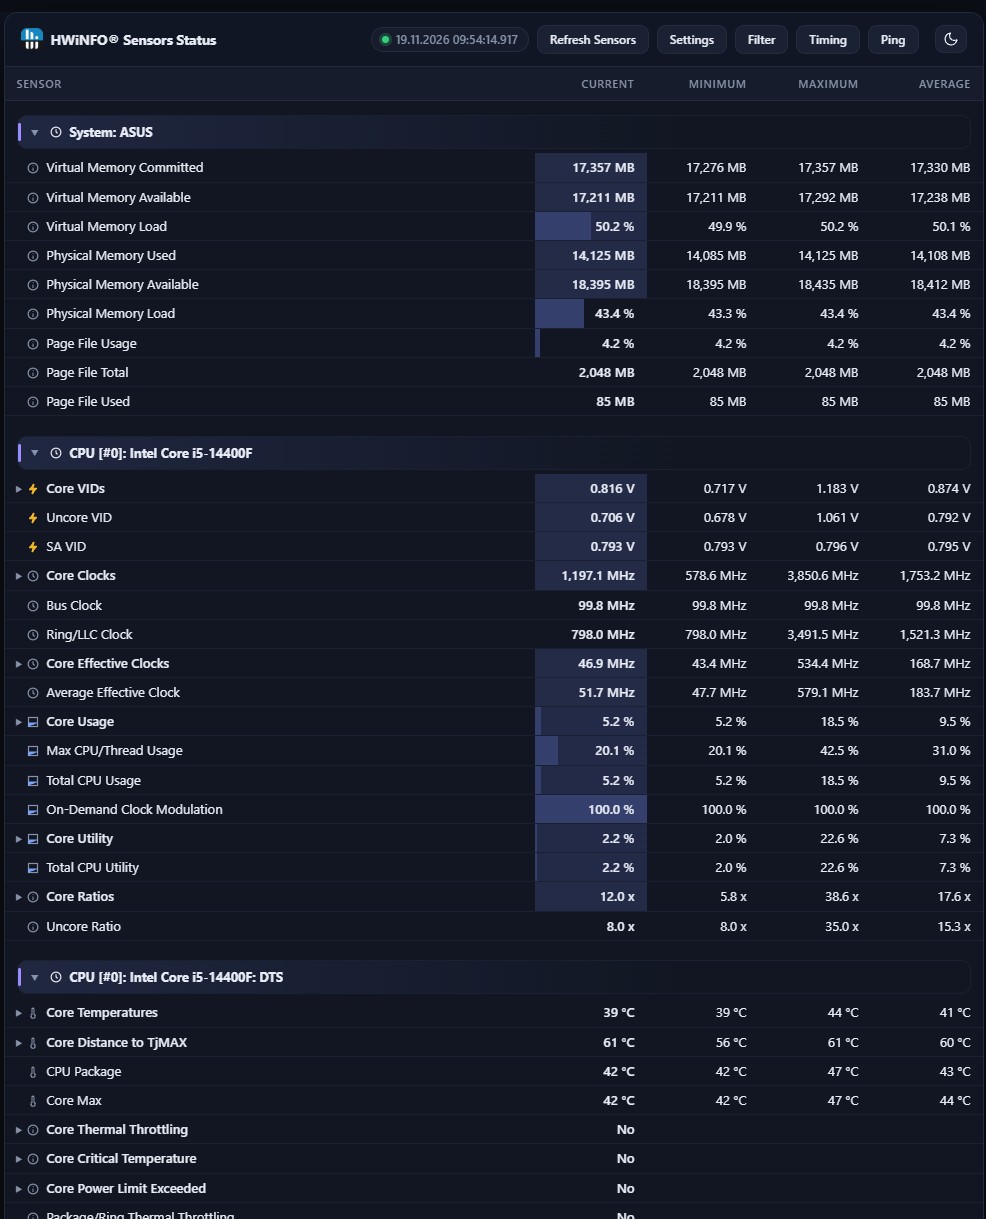 HWiNFO® Sensors Status
19.11.2026 09:54:14.917 Refresh Sensors Settings Filter Timing Ping
SENSOR CURRENT MINIMUM MAXIMUM AVERAGE
System: ASUS
Virtual Memory Committed 17,357 MB 17,276 MB 17,357 MB 17,330 MB
Virtual Memory Available 17,211 MB 17,211 MB 17,292 MB 17,238 MB
Virtual Memory Load 50.2 % 49.9 % 50.2 % 50.1 %
Physical Memory Used 14,125 MB 14,085 MB 14,125 MB 14,108 MB
Physical Memory Available 18,395 MB 18,395 MB 18,435 MB 18,412 MB
Physical Memory Load 43.4 % 43.3 % 43.4 % 43.4 %
Page File Usage 4.2 % 4.2 % 4.2 % 4.2 %
Page File Total 2,048 MB 2,048 MB 2,048 MB 2,048 MB
Page File Used 85 MB 85 MB 85 MB 85 MB
CPU [#0]: Intel Core i5-14400F
Core VIDs 0.816 V 0.717 V 1.183 V 0.874 V
Uncore VID 0.706 V 0.678 V 1.061 V 0.792 V
SA VID 0.793 V 0.793 V 0.796 V 0.795 V
Core Clocks 1,197.1 MHz 578.6 MHz 3,850.6 MHz 1,753.2 MHz
Bus Clock 99.8 MHz 99.8 MHz 99.8 MHz 99.8 MHz
Ring/LLC Clock 798.0 MHz 798.0 MHz 3,491.5 MHz 1,521.3 MHz
Core Effective Clocks 46.9 MHz 43.4 MHz 534.4 MHz 168.7 MHz
Average Effective Clock 51.7 MHz 47.7 MHz 579.1 MHz 183.7 MHz
Core Usage 5.2 % 5.2 % 18.5 % 9.5 %
Max CPU/Thread Usage 20.1 % 20.1 % 42.5 % 31.0 %
Total CPU Usage 5.2 % 5.2 % 18.5 % 9.5 %
On-Demand Clock Modulation 100.0 % 100.0 % 100.0 % 100.0 %
Core Utility 2.2 % 2.0 % 22.6 % 7.3 %
Total CPU Utility 2.2 % 2.0 % 22.6 % 7.3 %
Core Ratios 12.0 x 5.8 x 38.6 x 17.6 x
Uncore Ratio 8.0 x 8.0 x 35.0 x 15.3 x
CPU [#0]: Intel Core i5-14400F: DTS
Core Temperatures 39 °C 39 °C 44 °C 41 °C
Core Distance to TjMAX 61 °C 56 °C 61 °C 60 °C
CPU Package 42 °C 42 °C 47 °C 43 °C
Core Max 42 °C 42 °C 47 °C 44 °C
Core Thermal Throttling No
Core Critical Temperature No
Core Power Limit Exceeded No
Package/Ring Thermal Throttling No